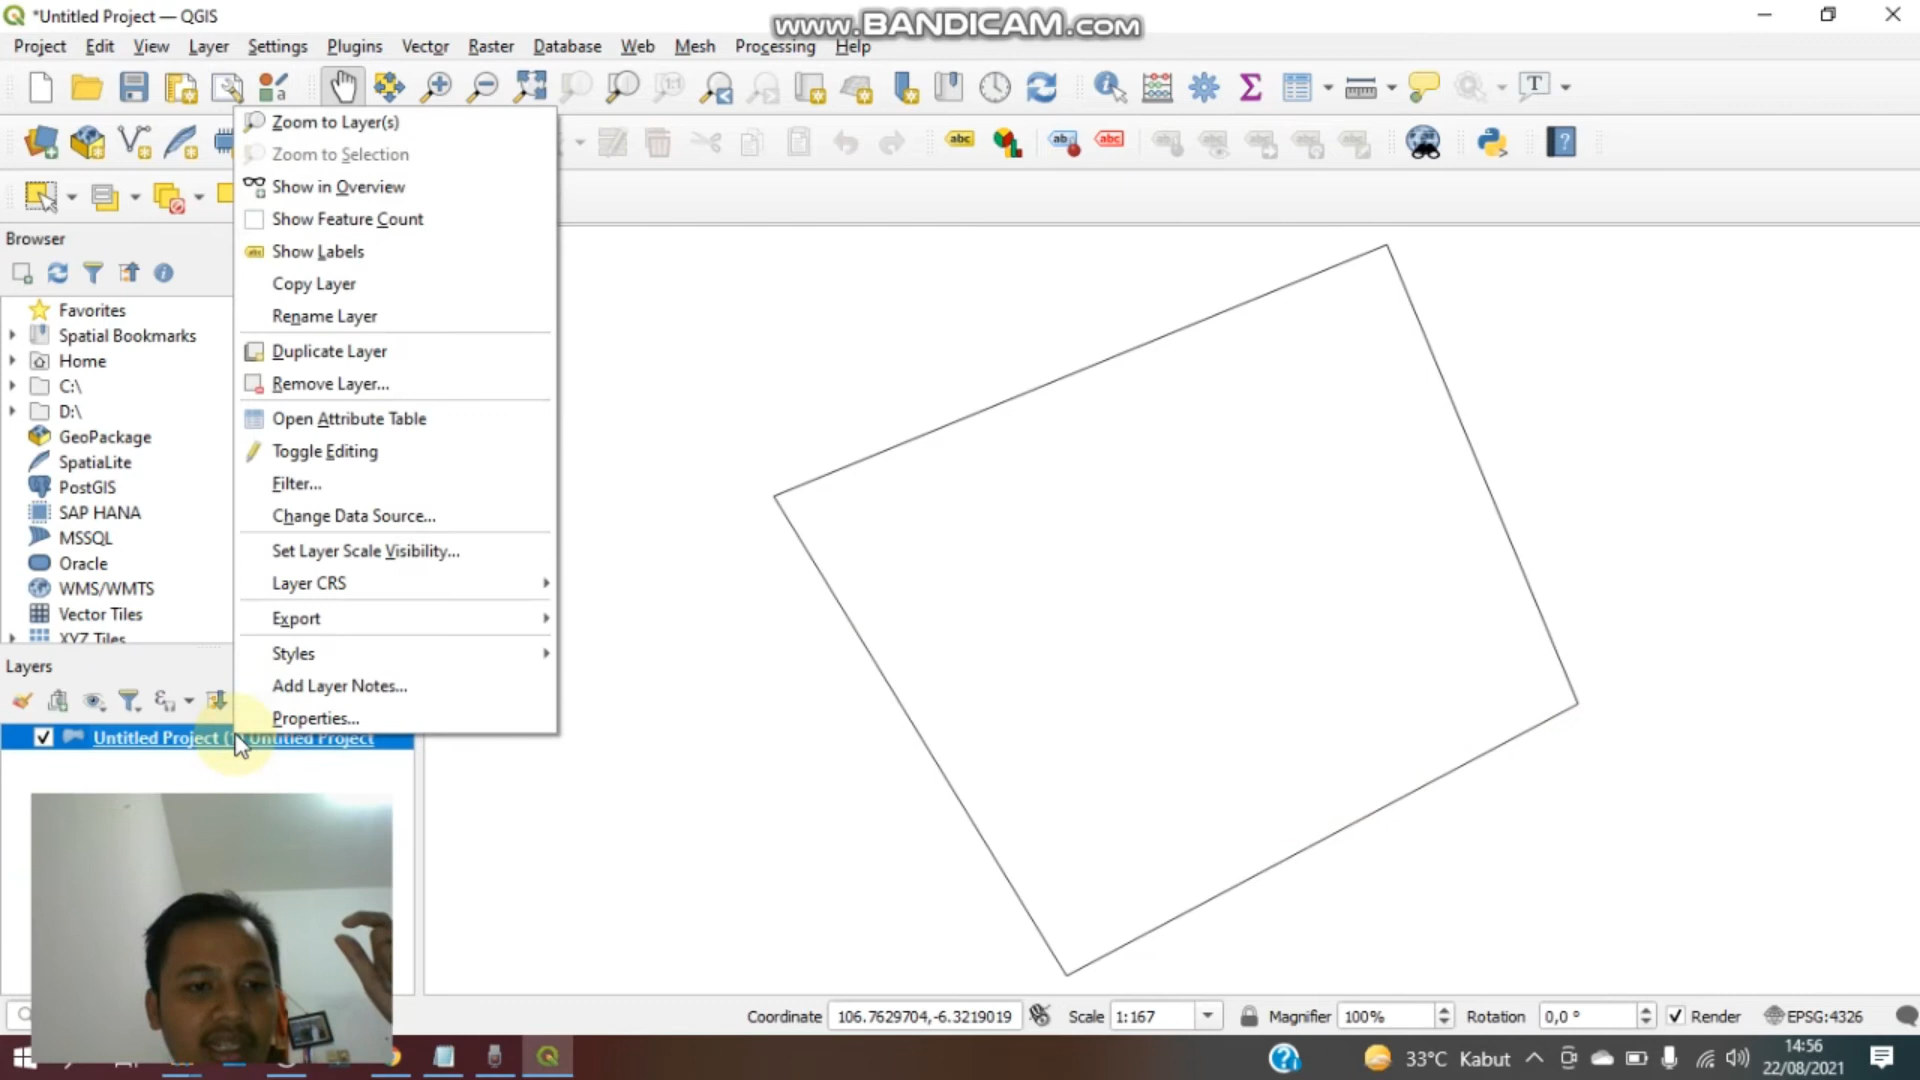 *Untitled Project — QGIS
www.BANDICAM.com
Project Edit View Layer Settings Plugins Vector Raster Database Web Mesh Processing Help
Zoom to Layer(s)
Zoom to Selection
Show in Overview
Show Feature Count
Show Labels
Copy Layer
Rename Layer
Duplicate Layer
Remove Layer...
Open Attribute Table
Toggle Editing
Filter...
Change Data Source...
Set Layer Scale Visibility...
Layer CRS
Export
Styles
Add Layer Notes...
Properties...
Browser
Favorites
Spatial Bookmarks
Home
C:\
D:\
GeoPackage
SpatiaLite
PostGIS
SAP HANA
MSSQL
Oracle
WMS/WMTS
Vector Tiles
XYZ Tiles
Layers
Untitled Project Untitled Project
Coordinate 106.7629704,-6.3219019 Scale 1:167 Magnifier 100% Rotation 0,0 ° Render EPSG:4326
33°C Kabut
14:56
22/08/2021